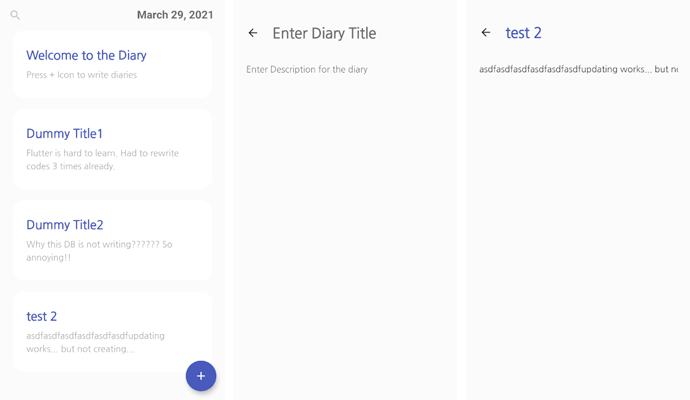 March 29, 2021
Welcome to the Diary
Press + Icon to write diaries
Dummy Title1
Flutter is hard to learn. Had to rewrite
codes 3 times already.
Dummy Title2
Why this DB is not writing?????? So
annoying!!
test 2
asdfasdfasdfasdfasdfasdfupdating
works... but not creating...
+
Enter Diary Title
Enter Description for the diary
test 2
asdfasdfasdfasdfasdfasdfupdating works... but